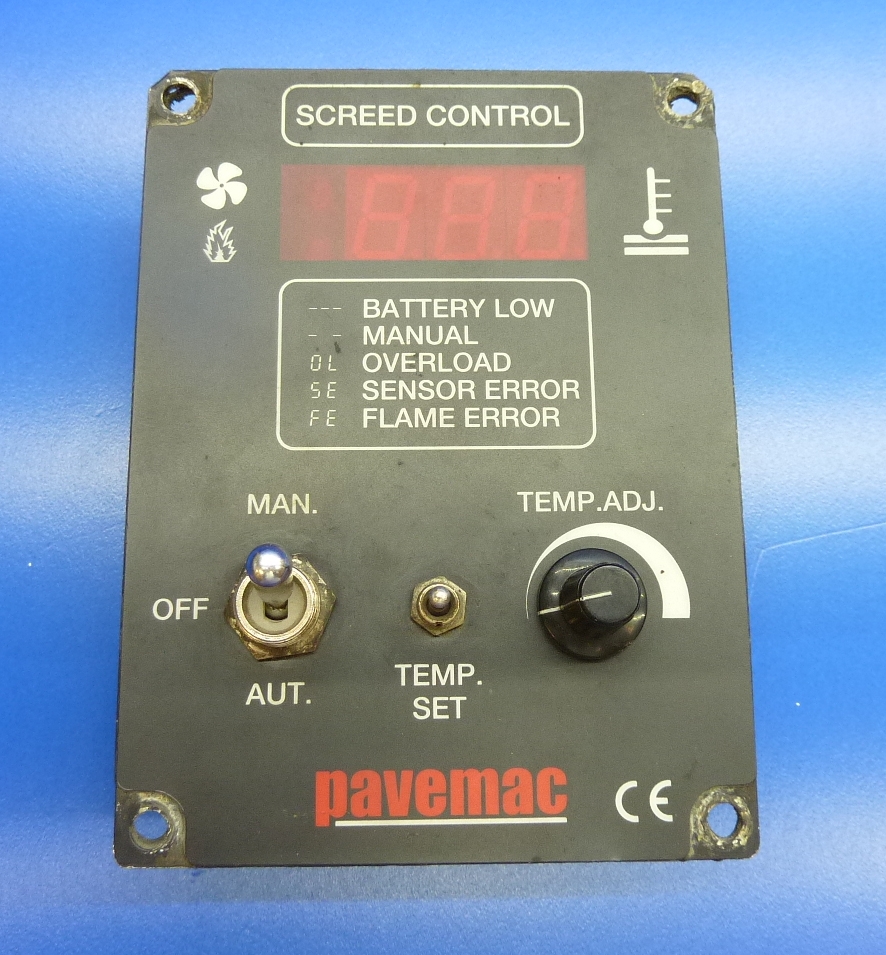 SCREED CONTROL
--- BATTERY LOW
- - MANUAL
OL OVERLOAD
SE SENSOR ERROR
FE FLAME ERROR
MAN.
TEMP.ADJ.
OFF
AUT.
TEMP.
SET
pavemac
CE